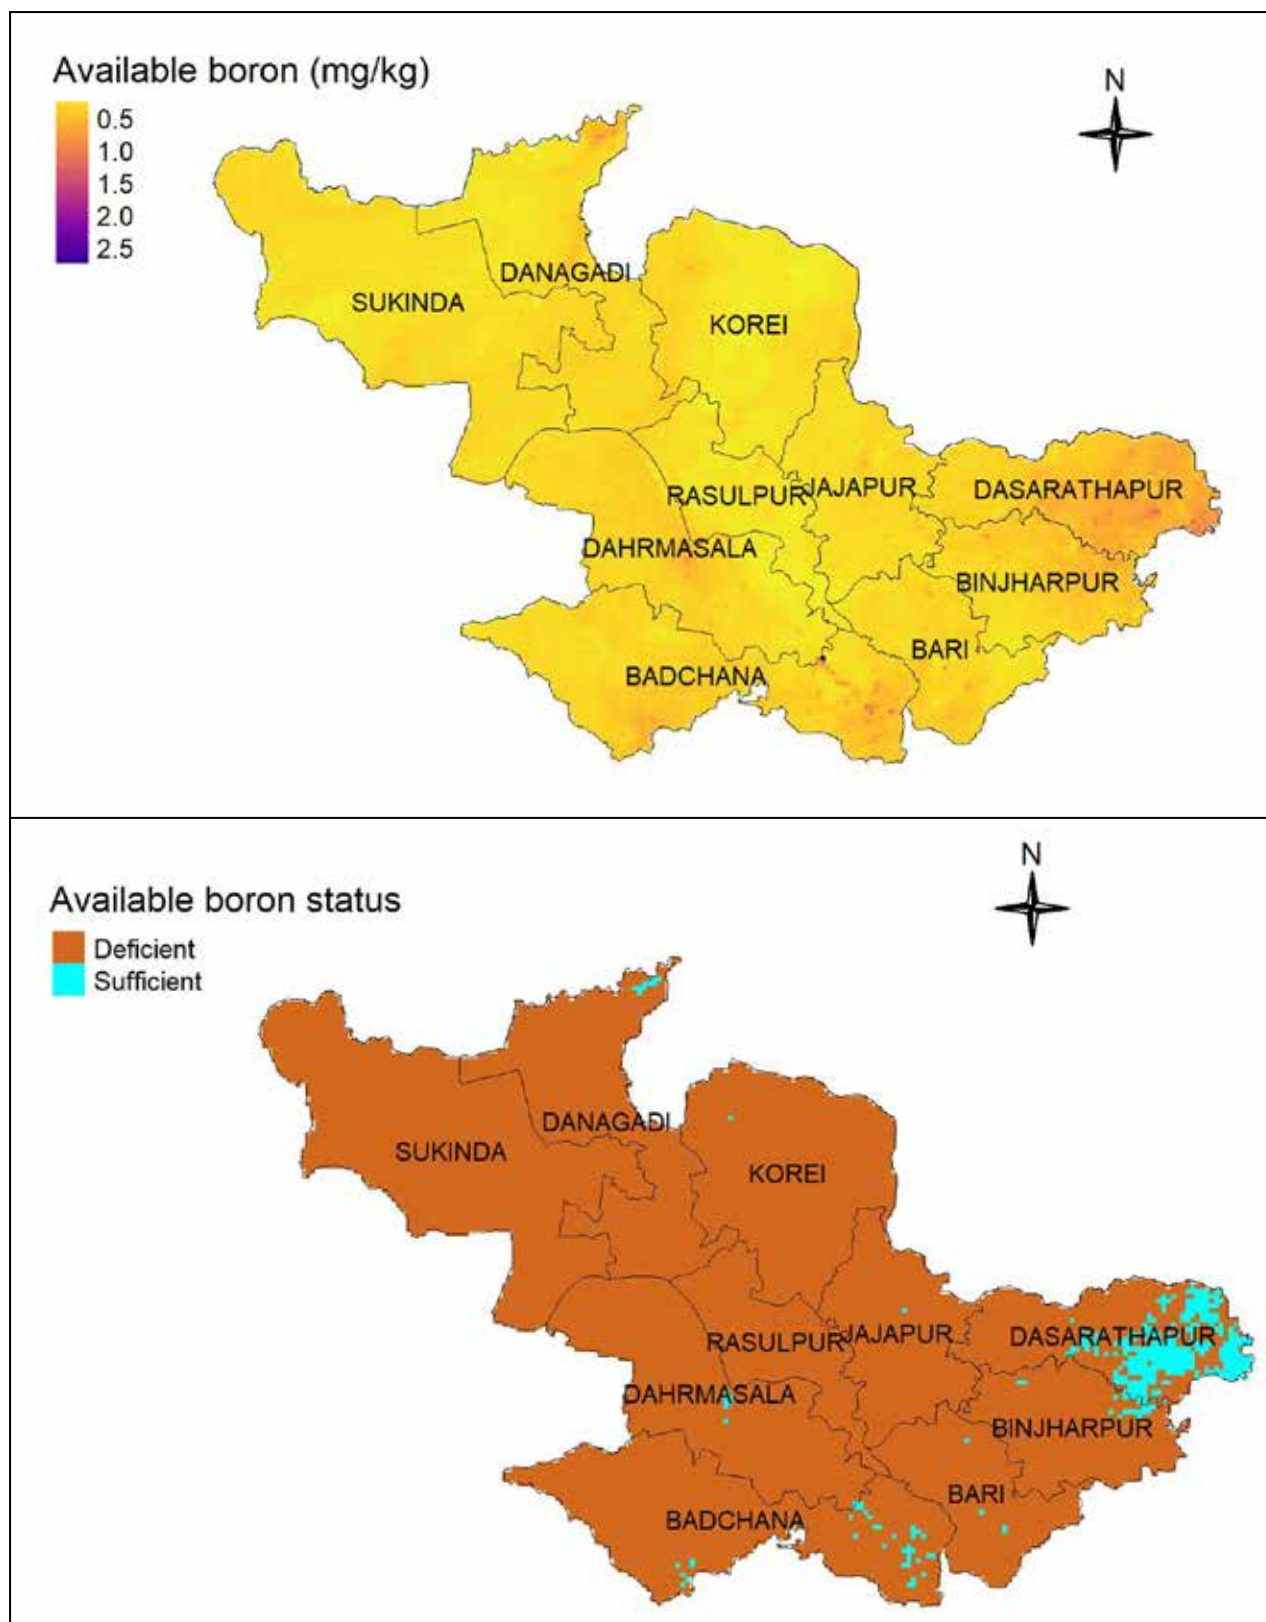 Available boron (mg/kg)
N
0.5
1.0
1.5
2.0
2.5
DANAGADI
SUKINDA
KOREI
RASULPUR
JAJAPUR
DASARATHAPUR
DAHRMASALA
BINJHARPUR
BARI
BADCHANA
N
Available boron status
Deficient
Sufficient
DANAGADI
SUKINDA
KOREI
RASULPUR
JAJAPUR
DASARATHAPUR
DAHRMASALA
BINJHARPUR
BARI
BADCHANA